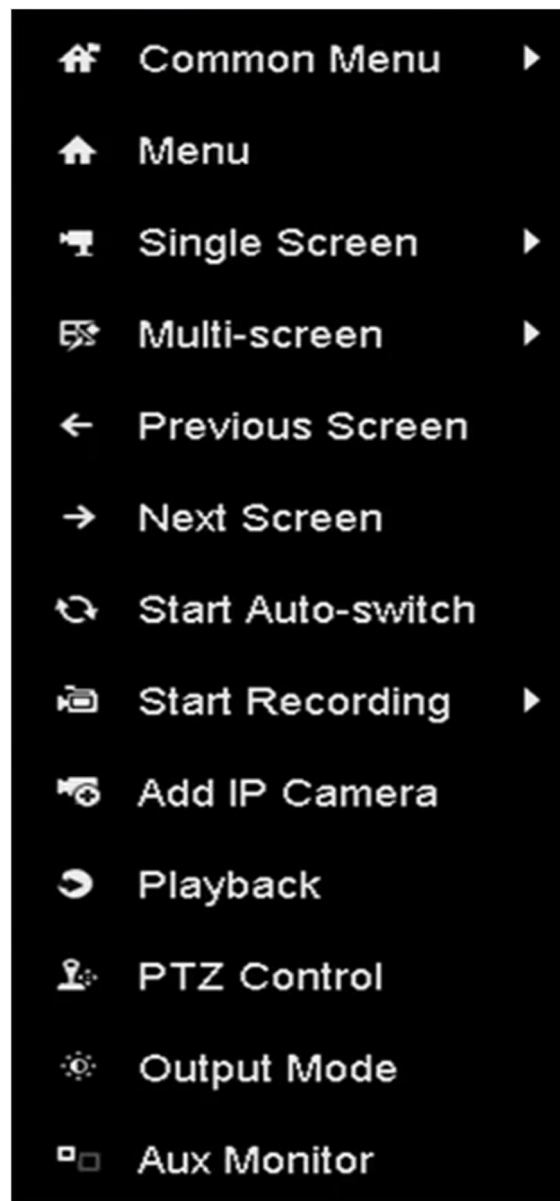 Common Menu
Menu
Single Screen
Multi-screen
Previous Screen
Next Screen
Start Auto-switch
Start Recording
Add IP Camera
Playback
PTZ Control
Output Mode
Aux Monitor